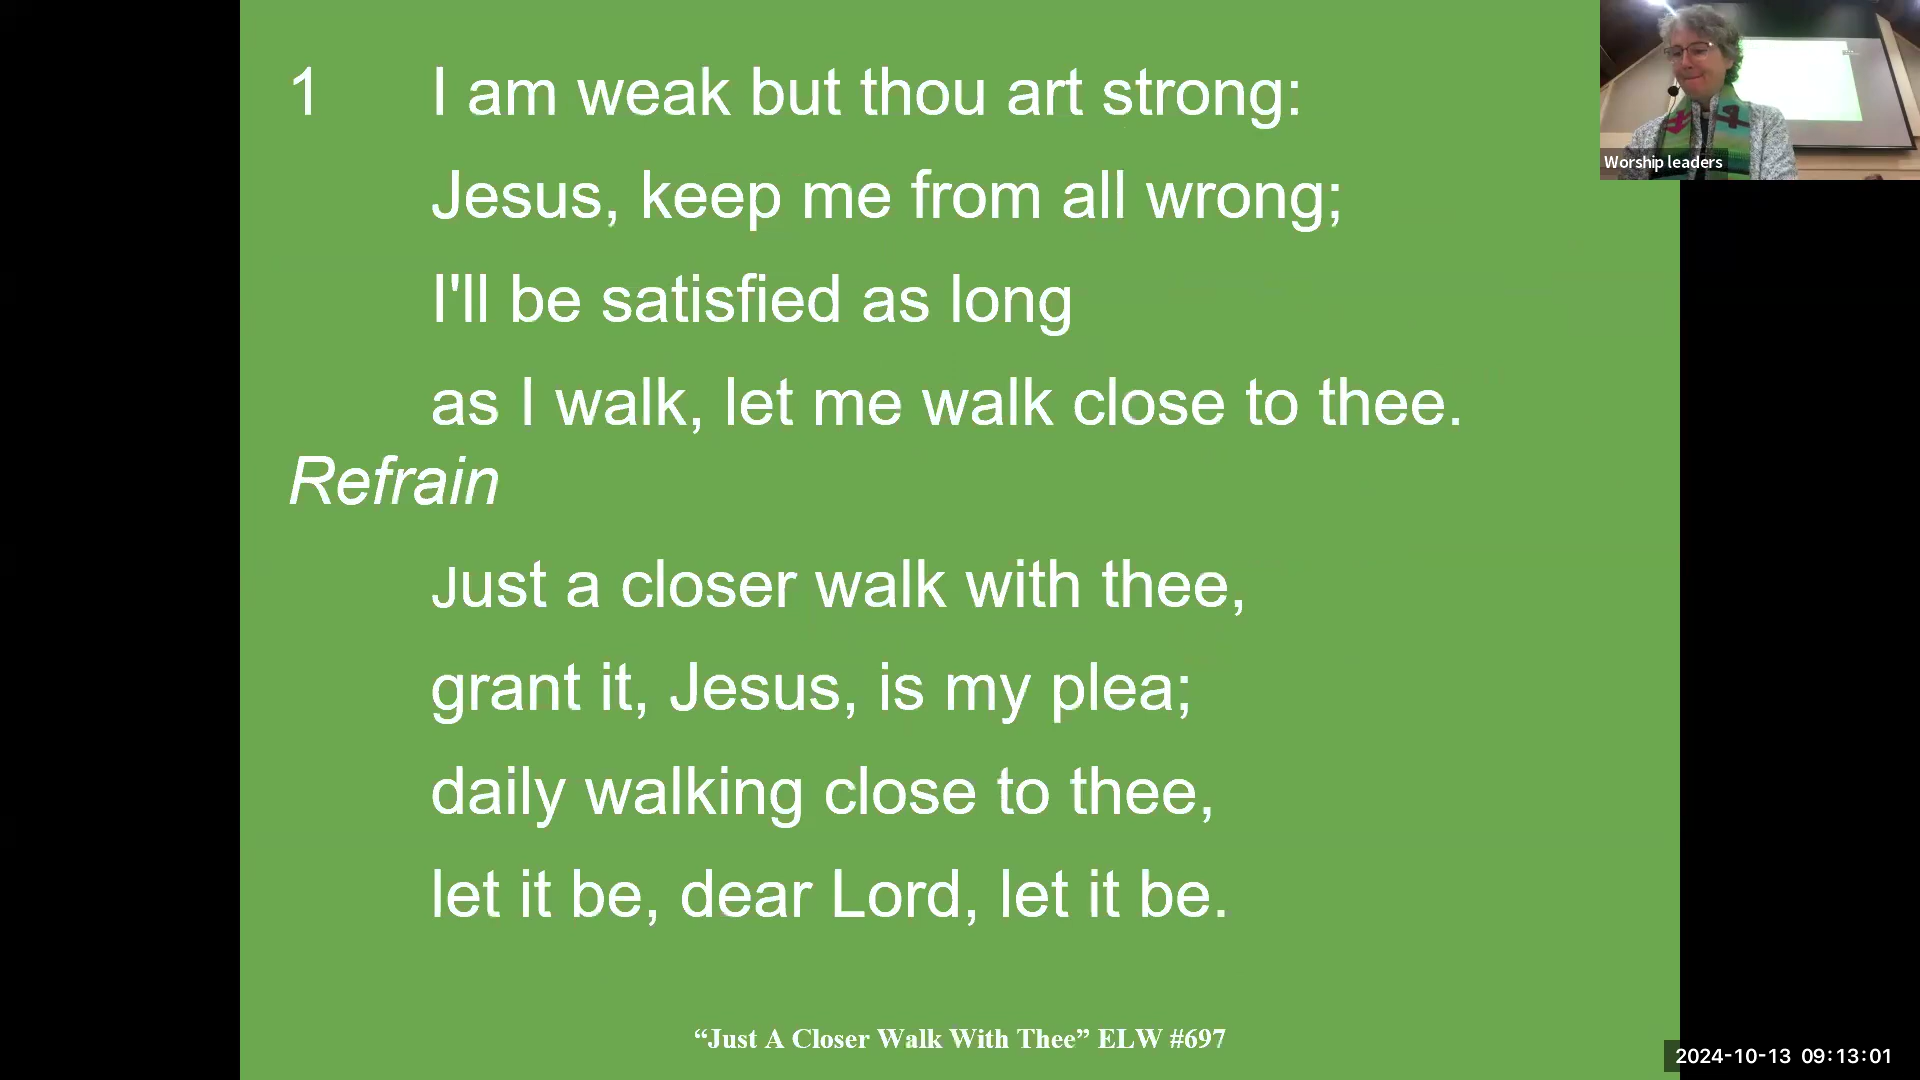 1 I am weak but thou art strong:
Jesus, keep me from all wrong;
I'll be satisfied as long
as I walk, let me walk close to thee.
Refrain
Just a closer walk with thee,
grant it, Jesus, is my plea;
daily walking close to thee,
let it be, dear Lord, let it be.
“Just A Closer Walk With Thee” ELW #697
Worship leaders
2024-10-13 09:13:01